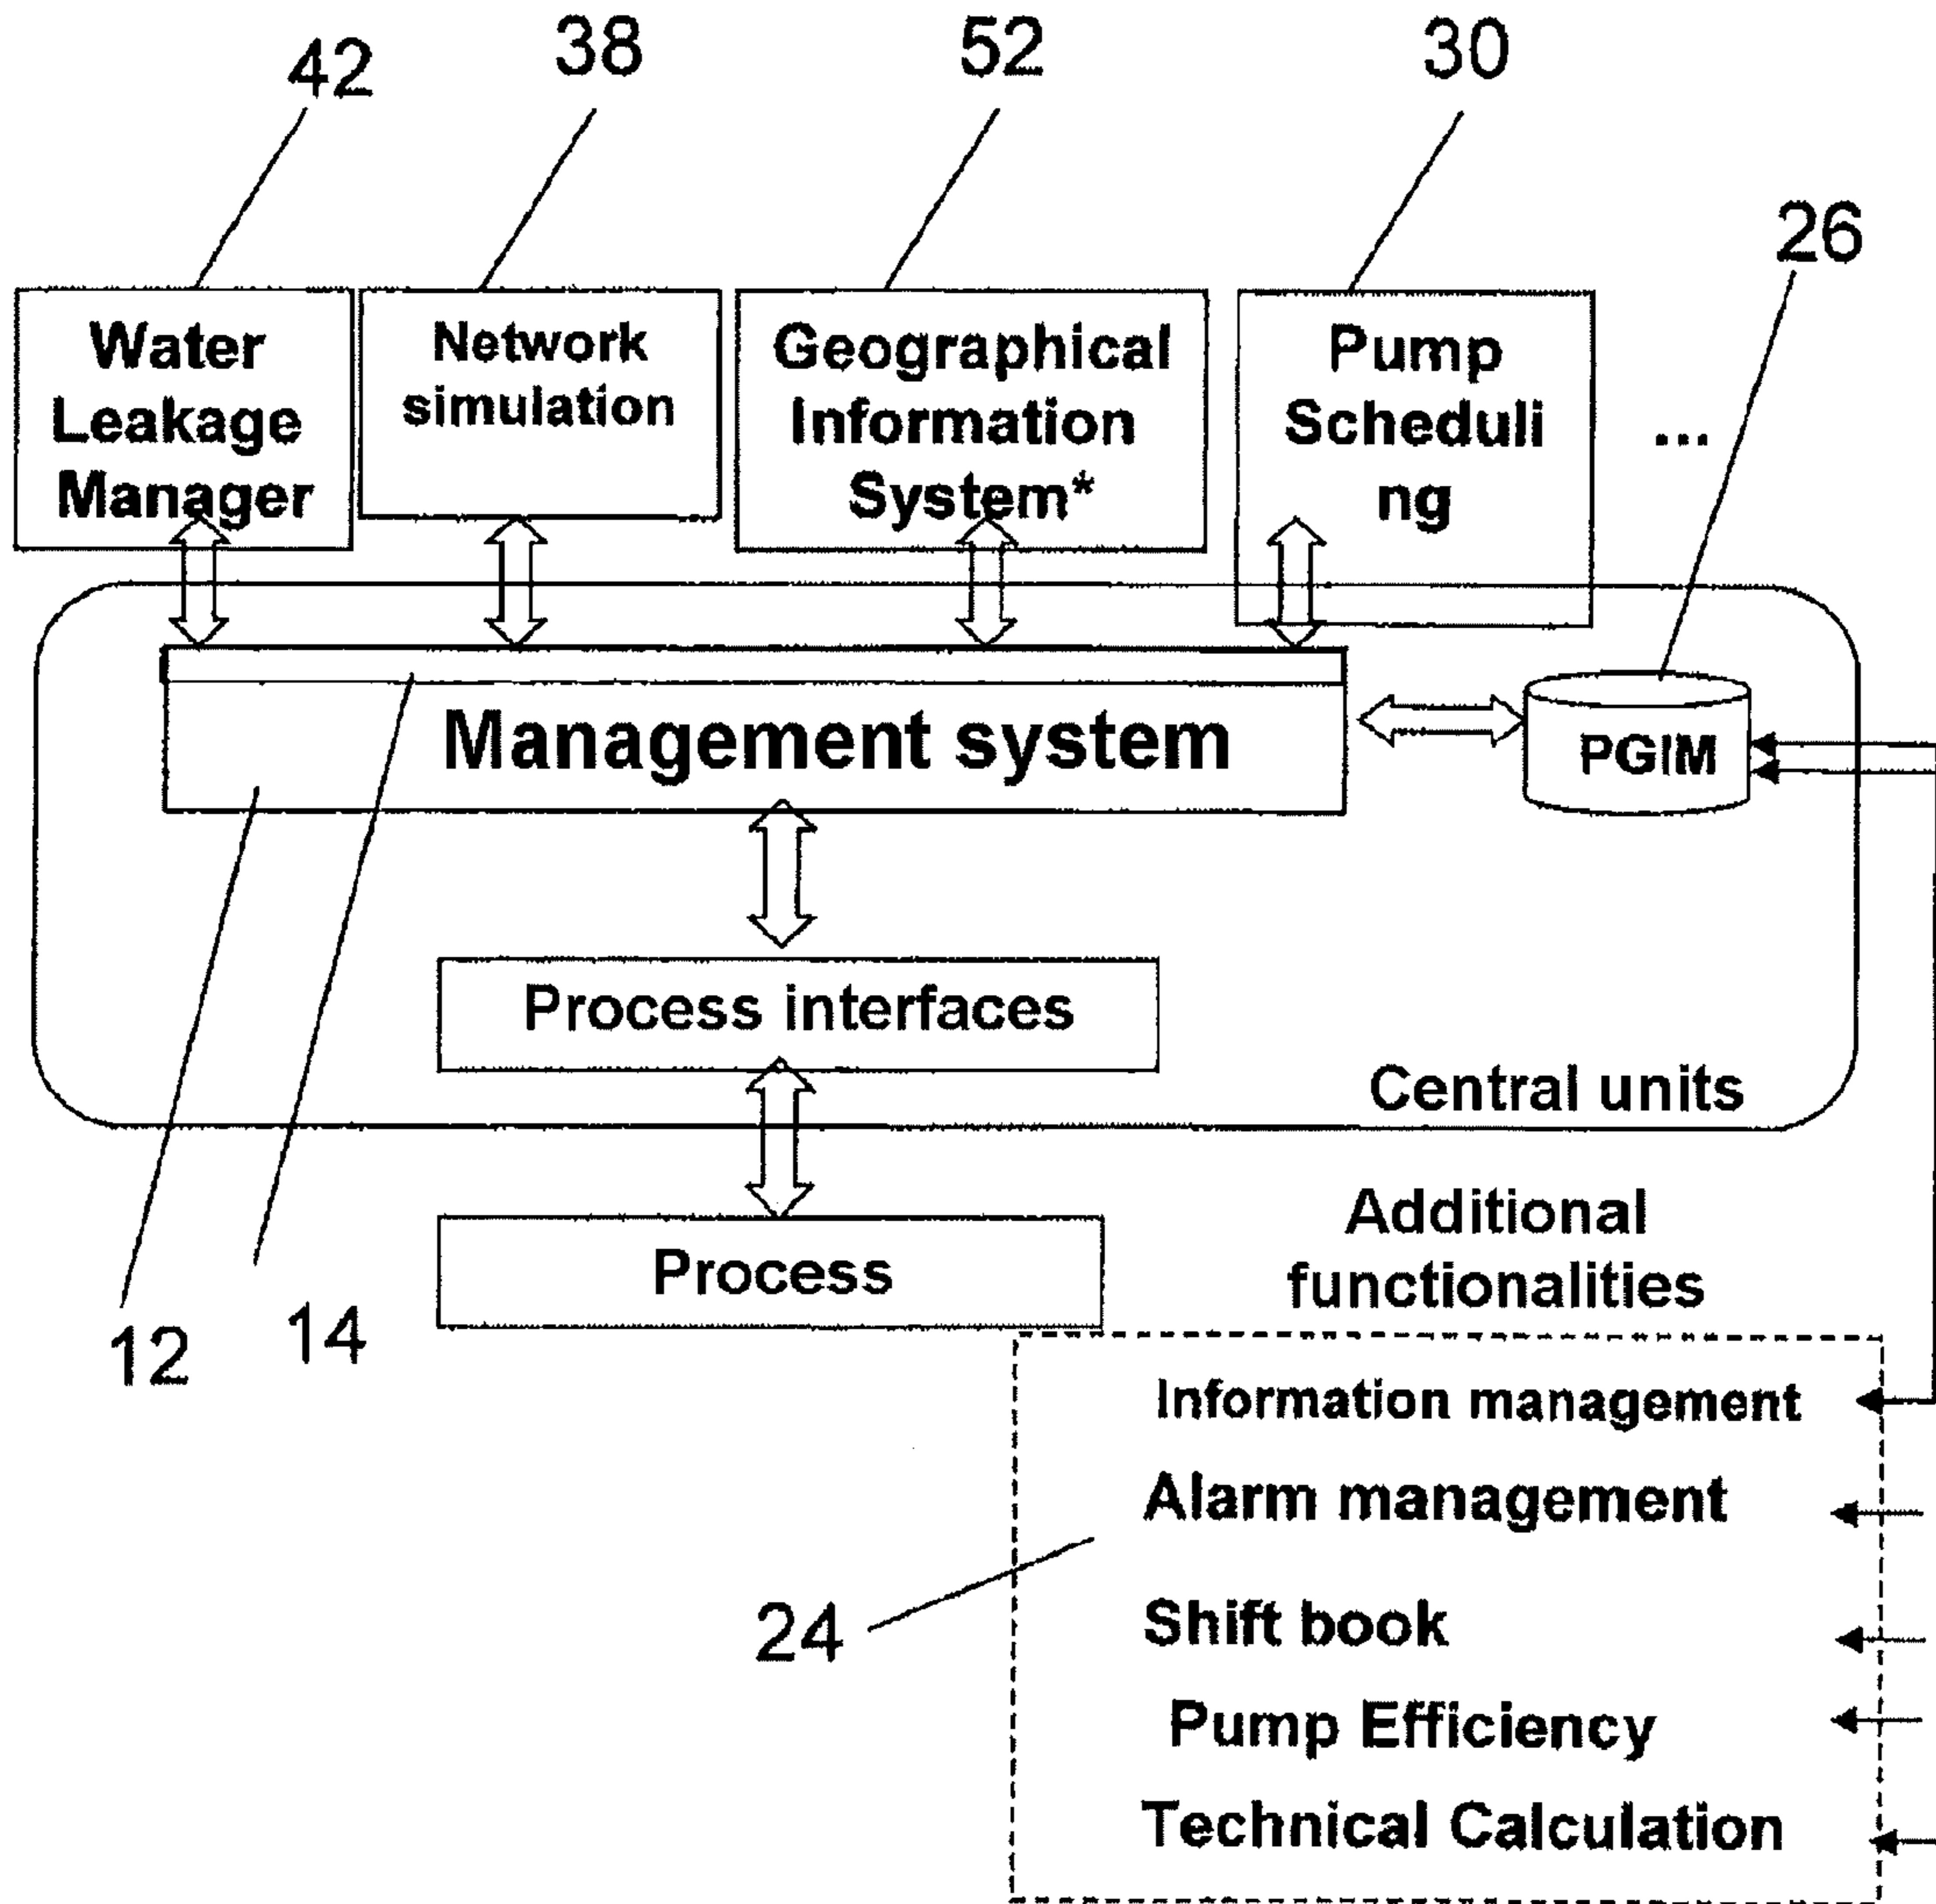 42
38
52
30
26
Water
Leakage
Manager
Network
simulation
Geographical
Information
System*
Pump
Scheduli
ng
...
Management system
PGIM
Process interfaces
Central units
Process
12
14
Additional
functionalities
Information management
Alarm management
Shift book
24
Pump Efficiency
Technical Calculation